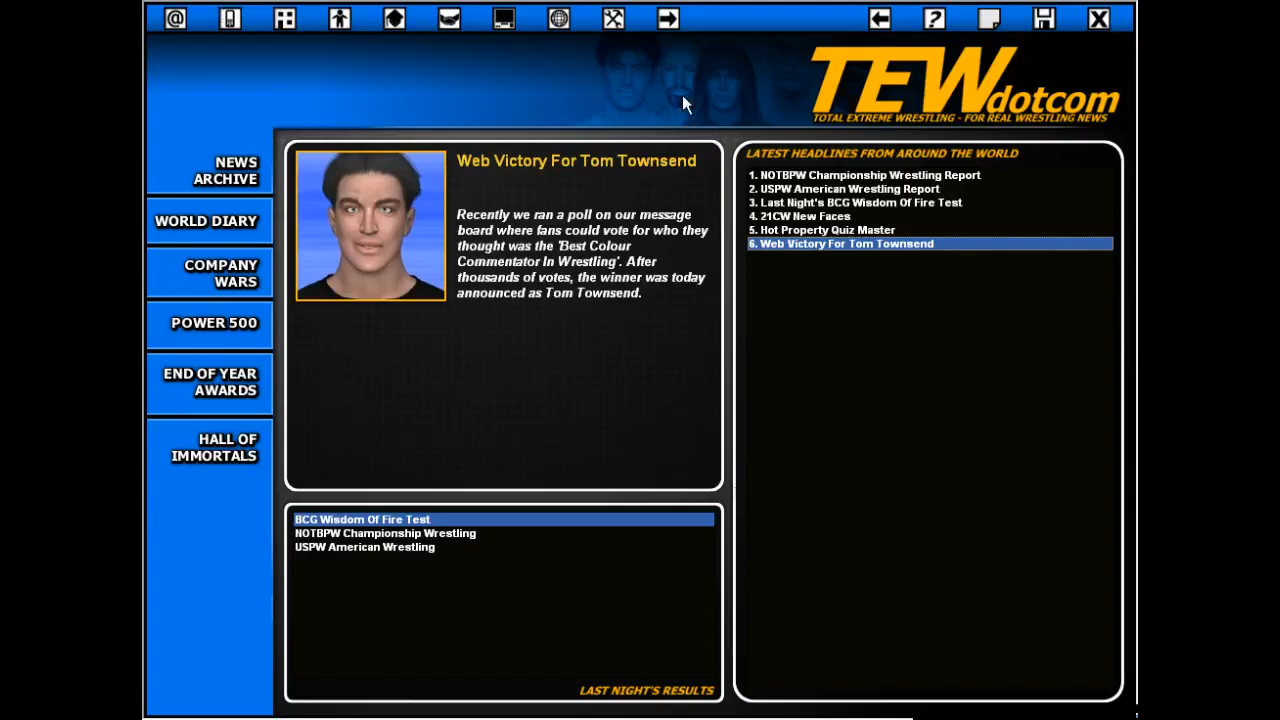 TEWdotcom
TOTAL EXTREME WRESTLING - FOR REAL WRESTLING NEWS
NEWS
ARCHIVE
WORLD DIARY
COMPANY
WARS
POWER 500
END OF YEAR
AWARDS
HALL OF
IMMORTALS
Web Victory For Tom Townsend
Recently we ran a poll on our message
board where fans could vote for who they
thought was the 'Best Colour
Commentator In Wrestling'. After
thousands of votes, the winner was today
announced as Tom Townsend.
BCG Wisdom Of Fire Test
NOTBPW Championship Wrestling
USPW American Wrestling
LAST NIGHT'S RESULTS
LATEST HEADLINES FROM AROUND THE WORLD
1. NOTBPW Championship Wrestling Report
2. USPW American Wrestling Report
3. Last Night's BCG Wisdom Of Fire Test
4. 21CW New Faces
5. Hot Property Quiz Master
6. Web Victory For Tom Townsend